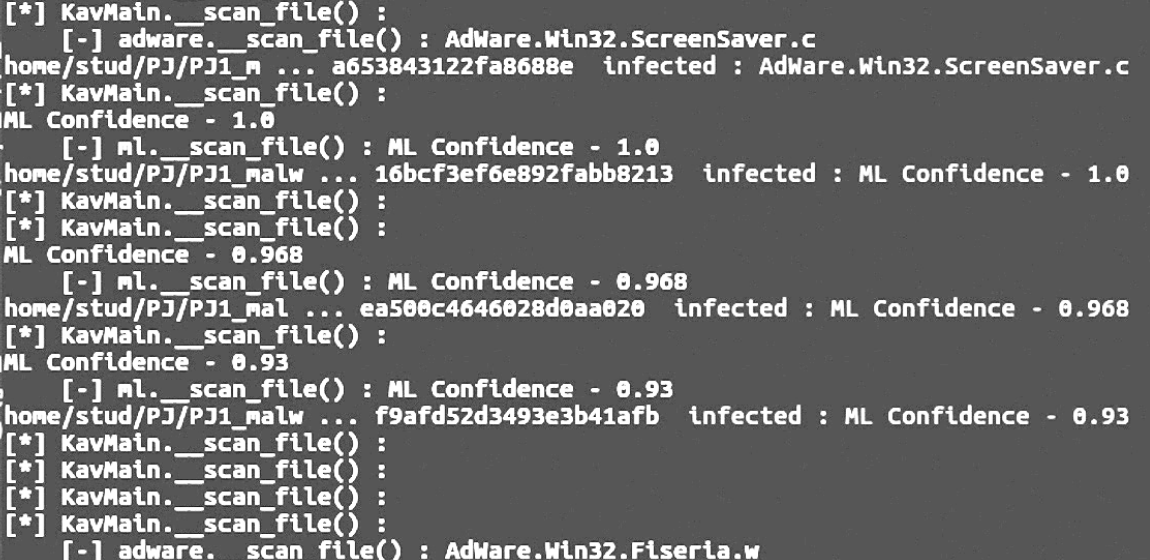 [*] KavMain.__scan_file() :
[-] adware.__scan_file() : AdWare.Win32.ScreenSaver.c
home/stud/PJ/PJ1_m ... a653843122fa8688e infected : AdWare.Win32.ScreenSaver.c
[*] KavMain.__scan_file() :
ML Confidence - 1.0
[-] ml.__scan_file() : ML Confidence - 1.0
home/stud/PJ/PJ1_malw ... 16bcf3ef6e892fabb8213 infected : ML Confidence - 1.0
[*] KavMain.__scan_file() :
[*] KavMain.__scan_file() :
ML Confidence - 0.968
[-] ml.__scan_file() : ML Confidence - 0.968
home/stud/PJ/PJ1_mal ... ea500c4646028d0aa020 infected : ML Confidence - 0.968
[*] KavMain.__scan_file() :
ML Confidence - 0.93
[-] ml.__scan_file() : ML Confidence - 0.93
home/stud/PJ/PJ1_malw ... f9afd52d3493e3b41afb infected : ML Confidence - 0.93
[*] KavMain.__scan_file() :
[*] KavMain.__scan_file() :
[*] KavMain.__scan_file() :
[*] KavMain.__scan_file() :
[-] adware.__scan_file() : AdWare.Win32.Fiseria.w